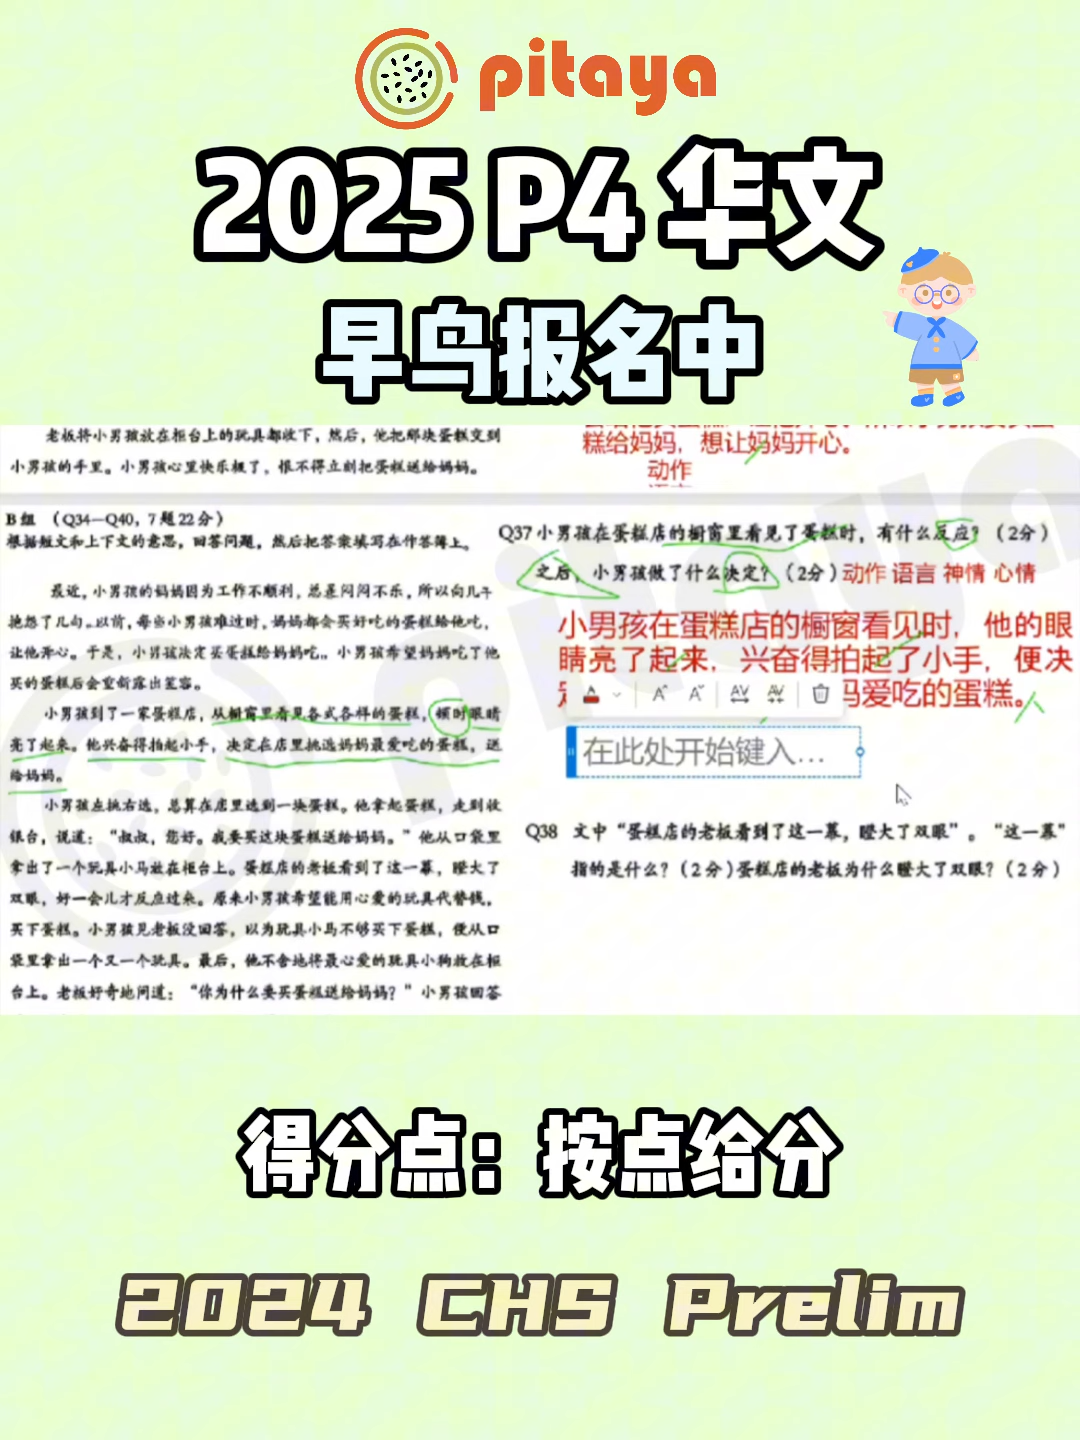 pitaya
2025 P4 华文
早鸟报名中
老板将小男孩放在柜台上的玩具都收下，然后，他把那块蛋糕交到
小男孩的手里。小男孩心里快乐极了，恨不得立刻把蛋糕送给妈妈。
糕给妈妈，想让妈妈开心。
动作
B组 （Q34－Q40，7题22分）
根据短文和上下文的意思，回答问题，然后把答案填写在作答簿上。
最近，小男孩的妈妈因为工作不顺利，总是闷闷不乐，所以向几乎
抱怨了几句。以前，每当小男孩难过时，妈妈都会买好吃的蛋糕给他吃，
让他开心。于是，小男孩决定买蛋糕给妈妈吃。小男孩希望妈妈吃了他
买的蛋糕后会重新露出笑容。
小男孩到了一家蛋糕店，从橱窗里看见各式各样的蛋糕，顿时眼睛
亮了起来。他兴奋得拍起小手，决定在店里挑选妈妈最爱吃的蛋糕，送
给妈妈。
小男孩左挑右选，总算在店里选到一块蛋糕。他拿起蛋糕，走到收
银台，说道：“叔叔，您好。我要买这块蛋糕送给妈妈。”他从口袋里
拿出了一个玩具小马放在柜台上。蛋糕店的老板看到了这一幕，瞪大了
双眼，好一会儿才反应过来。原来小男孩希望能用心爱的玩具代替钱，
买下蛋糕。小男孩见老板没回答，以为玩具小马不够买下蛋糕，便从口
袋里拿出一个又一个玩具。最后，他不舍地将最心爱的玩具小狗放在柜
台上。老板好奇地问道：“你为什么要买蛋糕送给妈妈？”小男孩回答
Q37 小男孩在蛋糕店的橱窗里看见了蛋糕时，有什么反应？（2分）
之后，小男孩做了什么决定？（2分）动作 语言 神情 心情
小男孩在蛋糕店的橱窗看见时，他的眼
睛亮了起来，兴奋得拍起了小手，便决
妈爱吃的蛋糕。
在此处开始键入...
Q38 文中“蛋糕店的老板看到了这一幕，瞪大了双眼”。“这一幕”
指的是什么？（2分）蛋糕店的老板为什么瞪大了双眼？（2分）
得分点：按点给分
2024 CHS Prelim